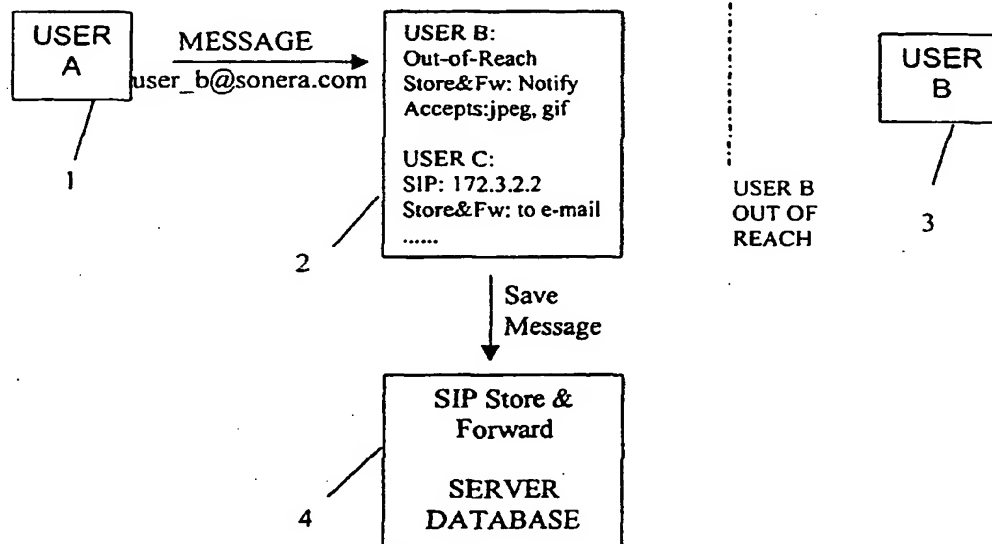 USER
A
MESSAGE
user_b@sonera.com
1
USER B:
Out-of-Reach
Store&Fw: Notify
Accepts:jpeg, gif
USER C:
SIP: 172.3.2.2
Store&Fw: to e-mail
......
2
USER B
OUT OF
REACH
USER
B
3
Save
Message
SIP Store &
Forward
SERVER
DATABASE
4